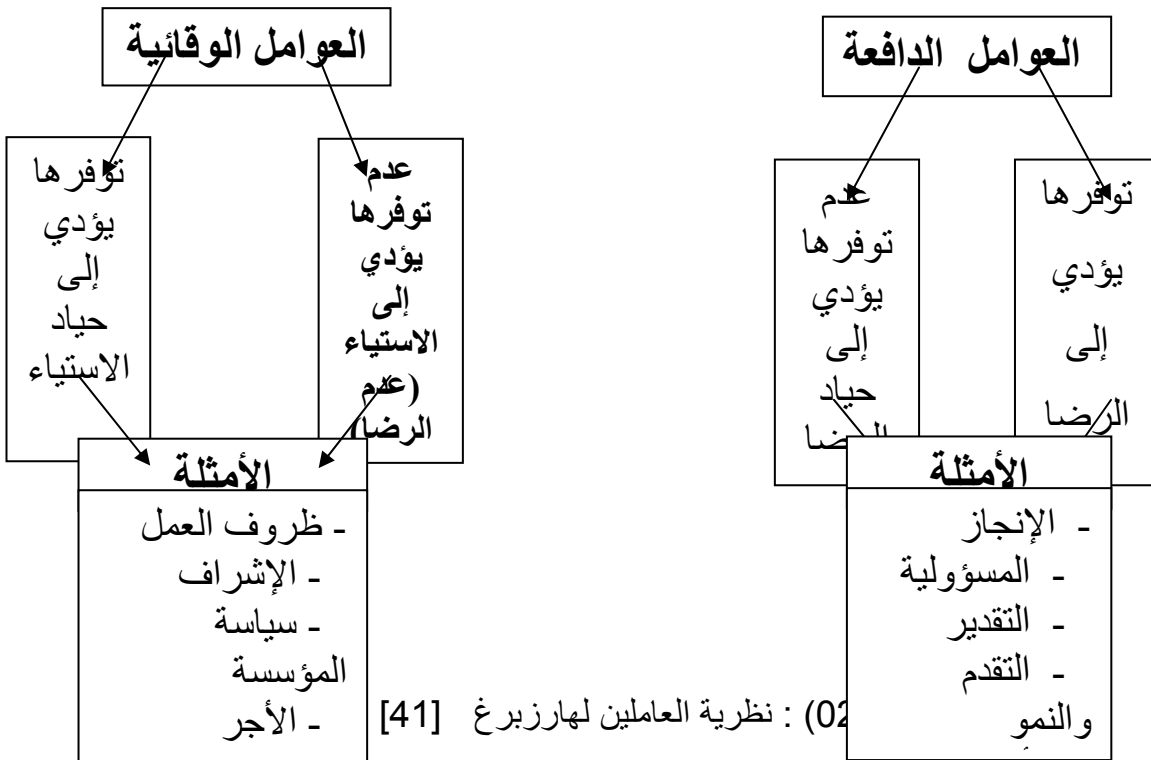 العوامل الدافعة
توفرها
يؤدي
إلى
الرضا
عدم
توفرها
يؤدي
إلى
حياد
الرضا
الأمثلة
- الإنجاز
- المسؤولية
- التقدير
- التقدم
والنمو
العوامل الوقائية
عدم
توفرها
يؤدي
إلى
الاستياء
(عدم
الرضا)
توفرها
يؤدي
إلى
حياد
الاستياء
الأمثلة
- ظروف العمل
- الإشراف
- سياسة
المؤسسة
- الأجر
02) : نظرية العاملين لهارزبرغ [41]